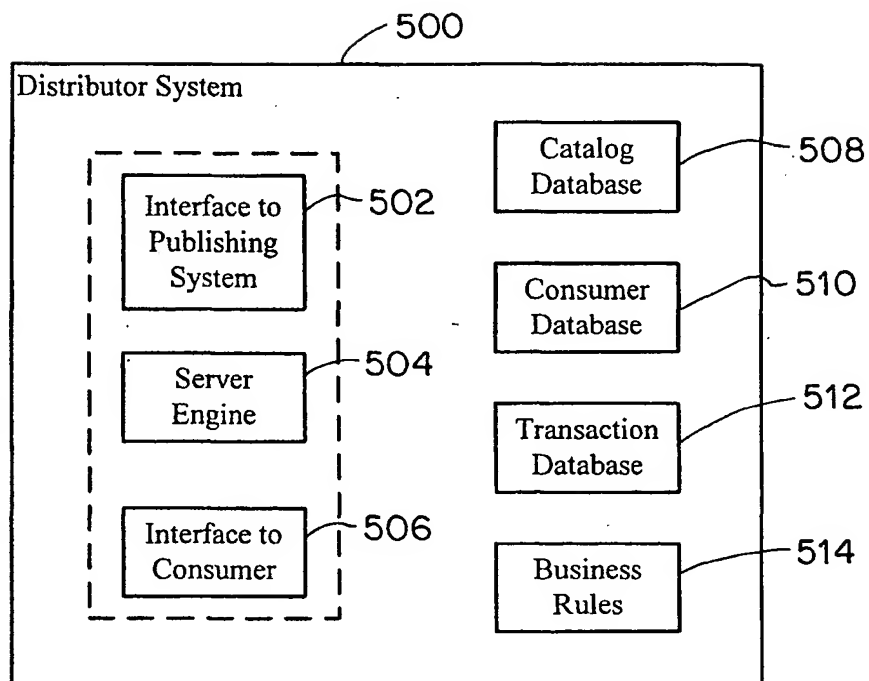 500
Distributor System
Interface to
Publishing
System
502
Server
Engine
504
Interface to
Consumer
506
Catalog
Database
508
Consumer
Database
510
Transaction
Database
512
Business
Rules
514